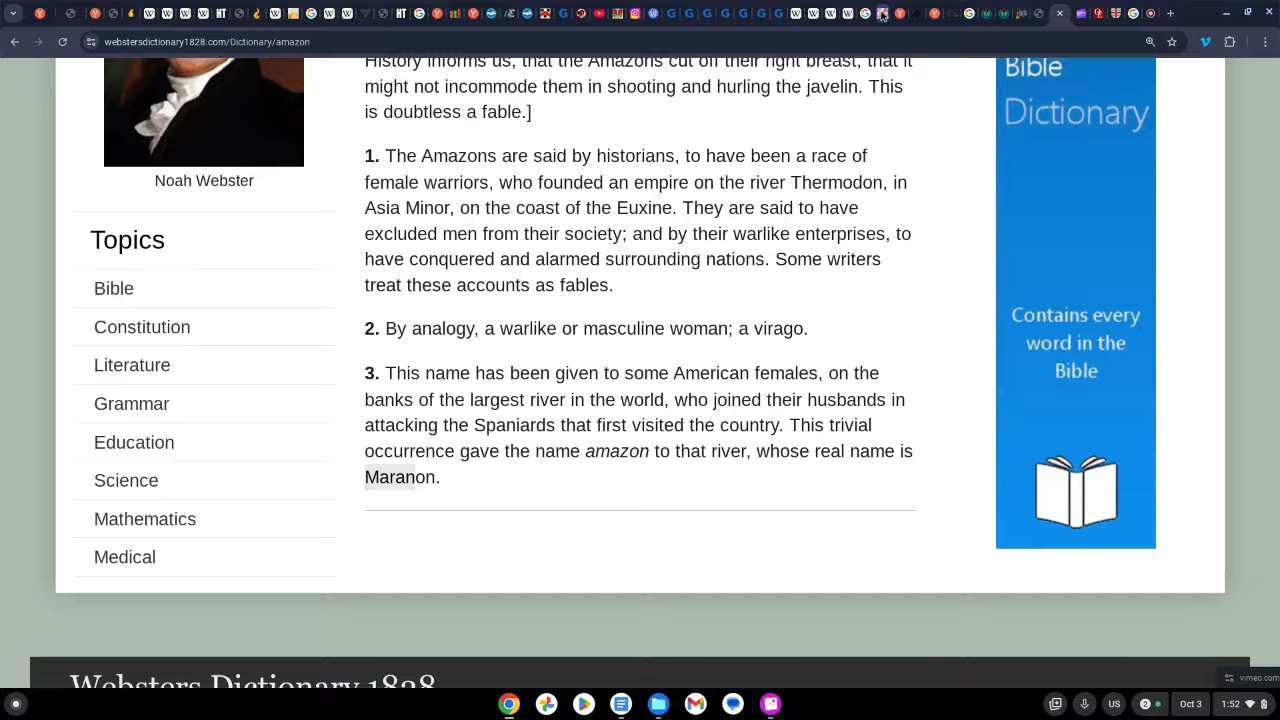 webstersdictionary1828.com/Dictionary/amazon
History informs us, that the Amazons cut off their right breast, that it
might not incommode them in shooting and hurling the javelin. This
is doubtless a fable.]
1. The Amazons are said by historians, to have been a race of
female warriors, who founded an empire on the river Thermodon, in
Asia Minor, on the coast of the Euxine. They are said to have
excluded men from their society; and by their warlike enterprises, to
have conquered and alarmed surrounding nations. Some writers
treat these accounts as fables.
2. By analogy, a warlike or masculine woman; a virago.
3. This name has been given to some American females, on the
banks of the largest river in the world, who joined their husbands in
attacking the Spaniards that first visited the country. This trivial
occurrence gave the name amazon to that river, whose real name is
Maranon.
Noah Webster
Topics
Bible
Constitution
Literature
Grammar
Education
Science
Mathematics
Medical
Bible
Dictionary
Contains every
word in the
Bible
Websters Dictionary 1828
vimeo.com
US
2
Oct 3
1:52